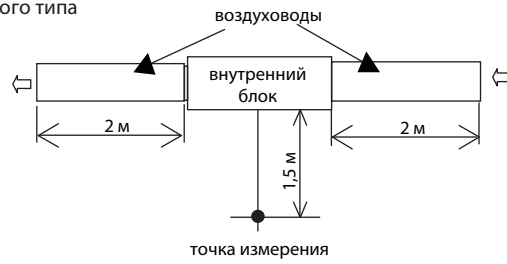 ого типа
воздуховоды
внутренний
блок
2 м
2 м
1,5 м
точка измерения